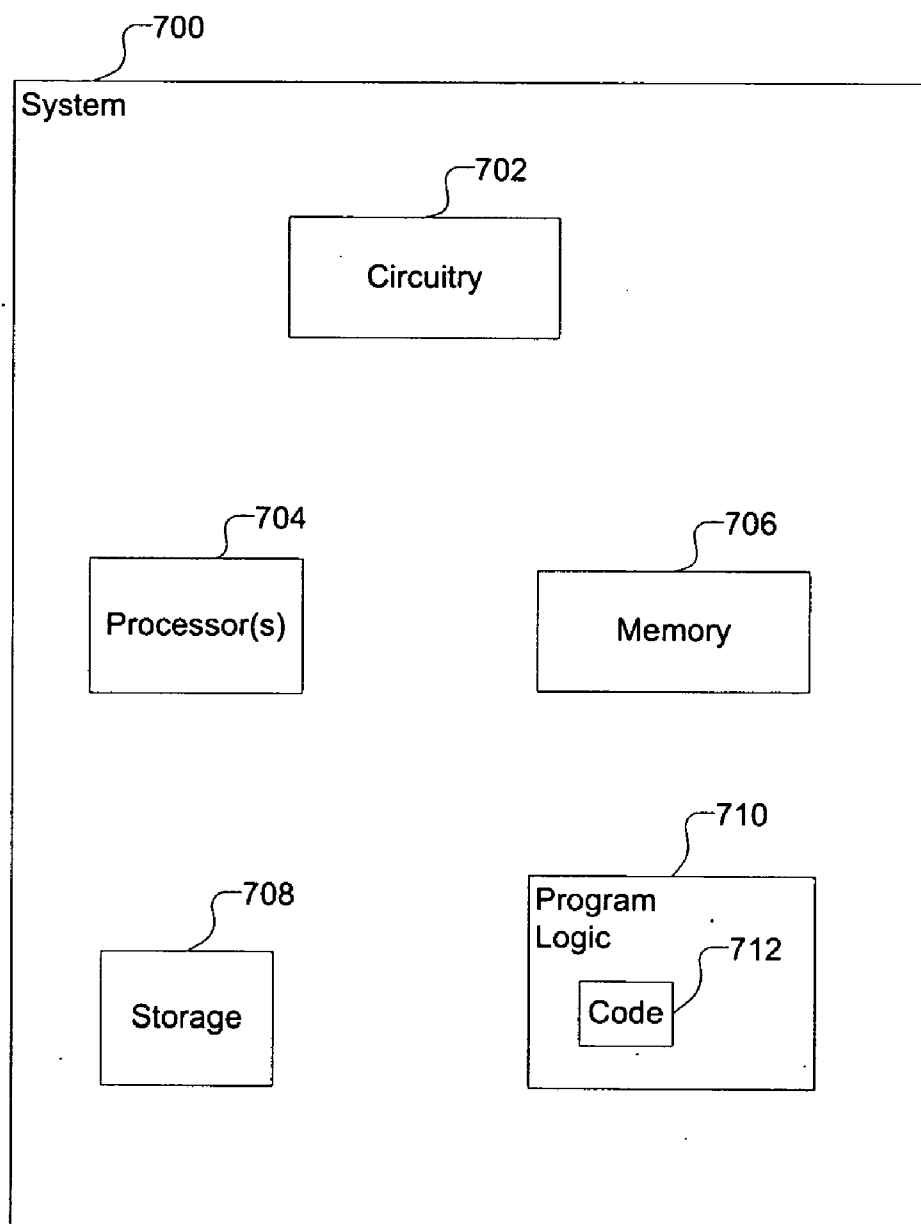 700
System
702
Circuitry
704
706
Processor(s)
Memory
710
708
Program
Logic
712
Storage
Code